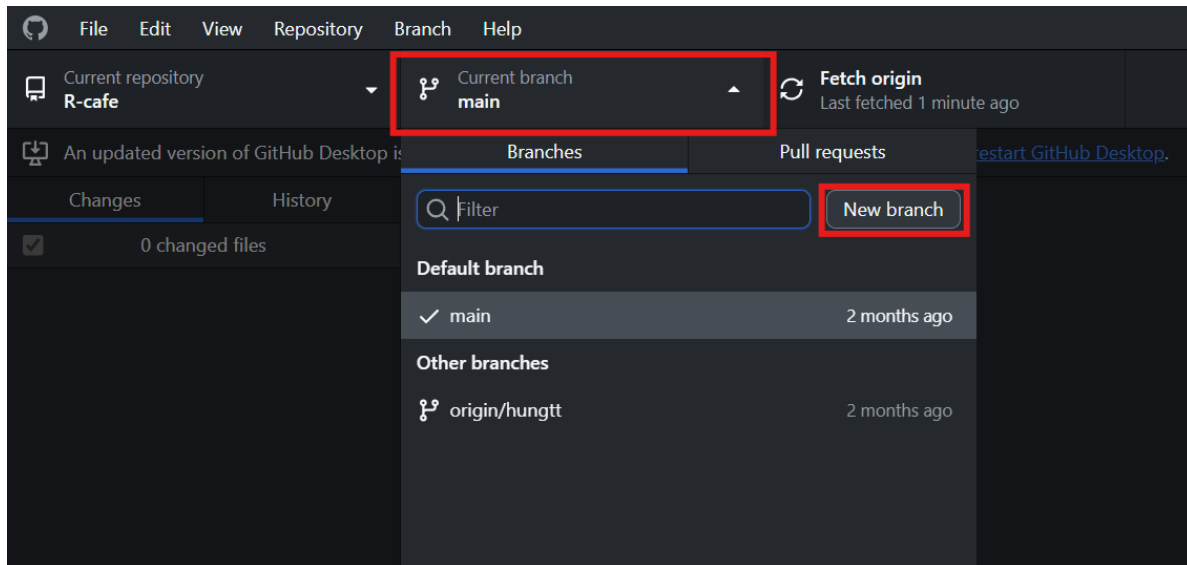 File Edit View Repository Branch Help
Current repository
R-cafe
Current branch
main
Fetch origin
Last fetched 1 minute ago
An updated version of GitHub Desktop is
restart GitHub Desktop.
Changes History
0 changed files
Branches Pull requests
Filter New branch
Default branch
main 2 months ago
Other branches
origin/hungtt 2 months ago